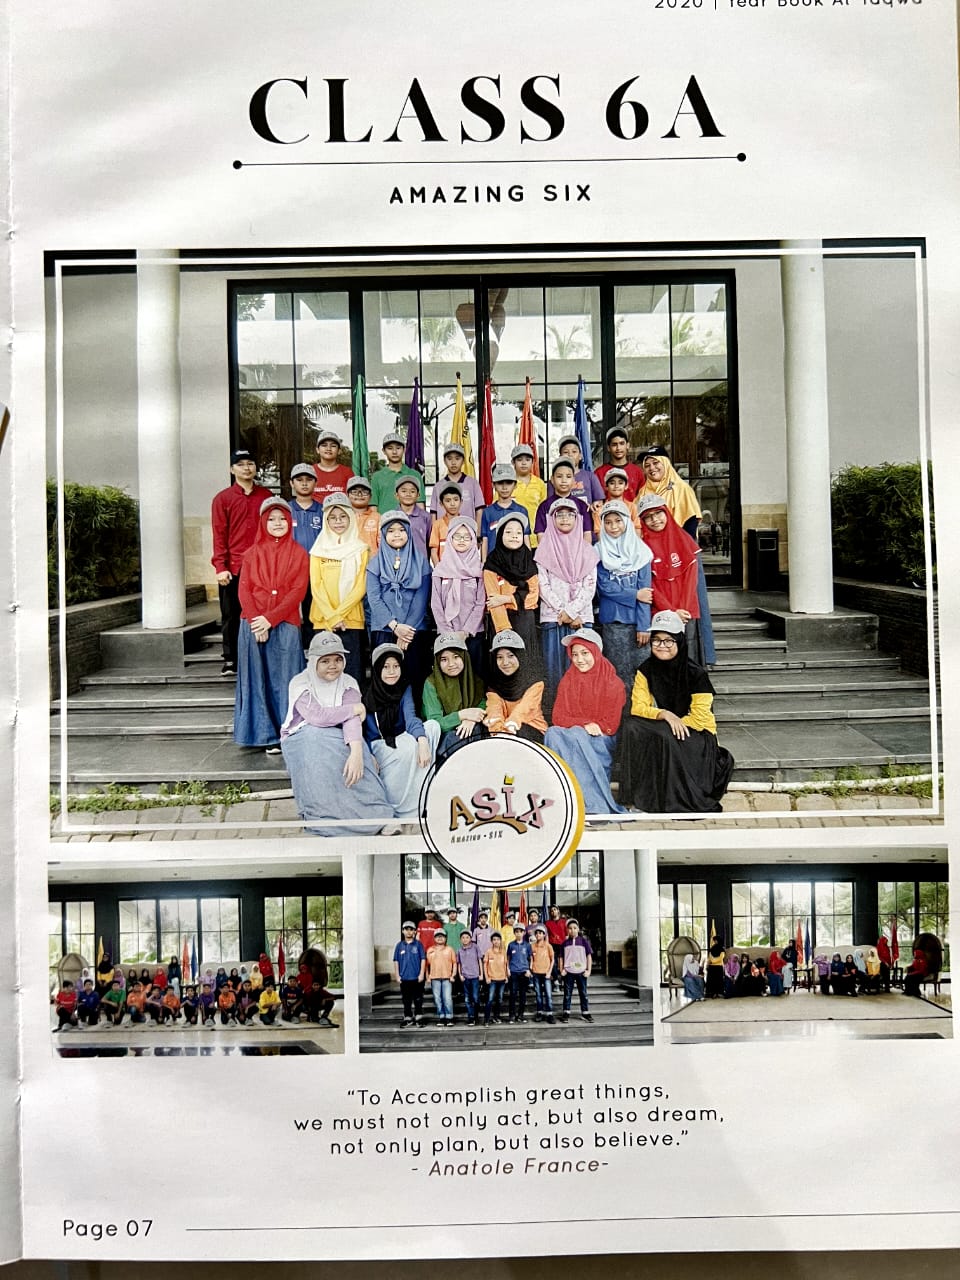 2020 | Year Book Al Taqwa
CLASS 6A
AMAZING SIX
ASIX
AMAZING • SIX
“To Accomplish great things,
we must not only act, but also dream,
not only plan, but also believe.”
- Anatole France-
Page 07